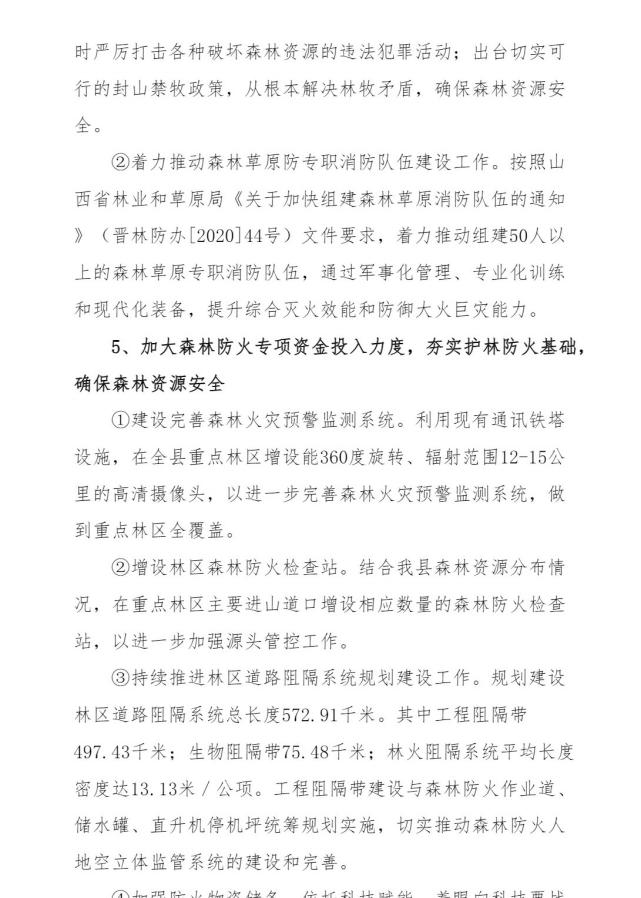 时严厉打击各种破坏森林资源的违法犯罪活动；出台切实可
行的封山禁牧政策，从根本解决林牧矛盾，确保森林资源安
全。
②着力推动森林草原防专职消防队伍建设工作。按照山
西省林业和草原局《关于加快组建森林草原消防队伍的通知
》（晋林防办[2020]44号）文件要求，着力推动组建50人以
上的森林草原专职消防队伍，通过军事化管理、专业化训练
和现代化装备，提升综合灭火效能和防御大火巨灾能力。
5、加大森林防火专项资金投入力度，夯实护林防火基础，
确保森林资源安全
①建设完善森林火灾预警监测系统。利用现有通讯铁塔
设施，在全县重点林区增设能360度旋转、辐射范围12-15公
里的高清摄像头，以进一步完善森林火灾预警监测系统，做
到重点林区全覆盖。
②增设林区森林防火检查站。结合我县森林资源分布情
况，在重点林区主要进山道口增设相应数量的森林防火检查
站，以进一步加强源头管控工作。
③持续推进林区道路阻隔系统规划建设工作。规划建设
林区道路阻隔系统总长度572.91千米。其中工程阻隔带
497.43千米；生物阻隔带75.48千米；林火阻隔系统平均长度
密度达13.13米／公项。工程阻隔带建设与森林防火作业道、
储水罐、直升机停机坪统筹规划实施，切实推动森林防火人
地空立体监管系统的建设和完善。
④加强防火物资储备。依托科技赋能，着眼向科技要战